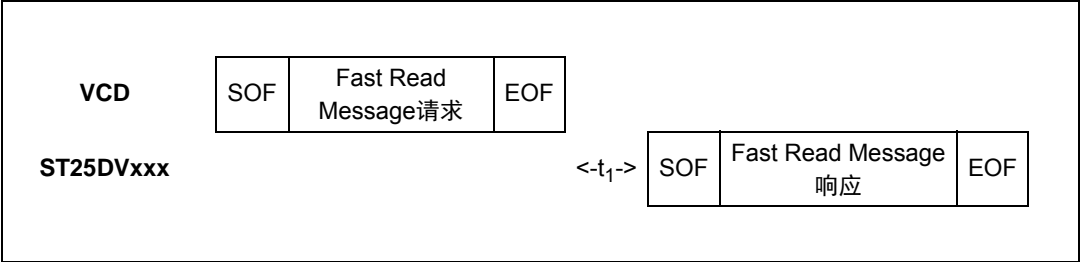 VCD SOF Fast Read EOF
Message请求
ST25DVxxx <-t1-> SOF Fast Read Message EOF
响应